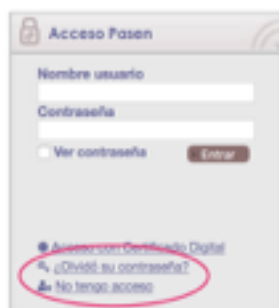 Acceso Pasen
Nombre usuario
Contraseña
Ver contraseña
Entrar
Acceso con Certificado Digital
¿Olvidó su contraseña?
No tengo acceso